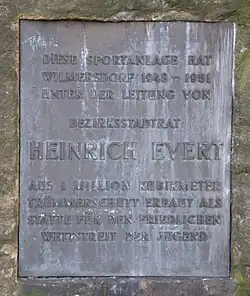 DIESE SPORTANLAGE HAT
WILMERSDORF 1948 – 1951
UNTER DER LEITUNG VON
BEZIRKSSTADTRAT
HEINRICH EVERT
AUS 1 MILLION KUBIKMETER
TRÜMMERSCHUTT ERBAUT ALS
STÄTTE FÜR DEN FRIEDLICHEN
WETTSTREIT DER JUGEND